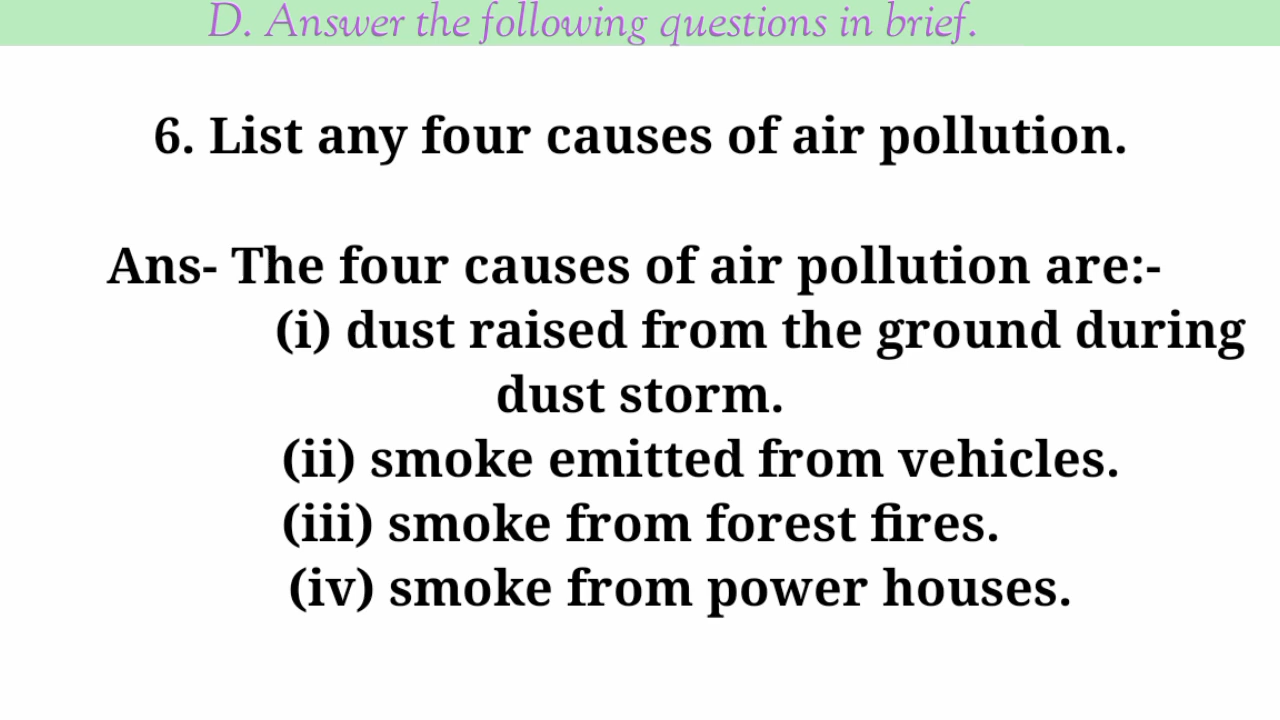 D. Answer the following questions in brief.
6. List any four causes of air pollution.
Ans- The four causes of air pollution are:-
(i) dust raised from the ground during
dust storm.
(ii) smoke emitted from vehicles.
(iii) smoke from forest fires.
(iv) smoke from power houses.